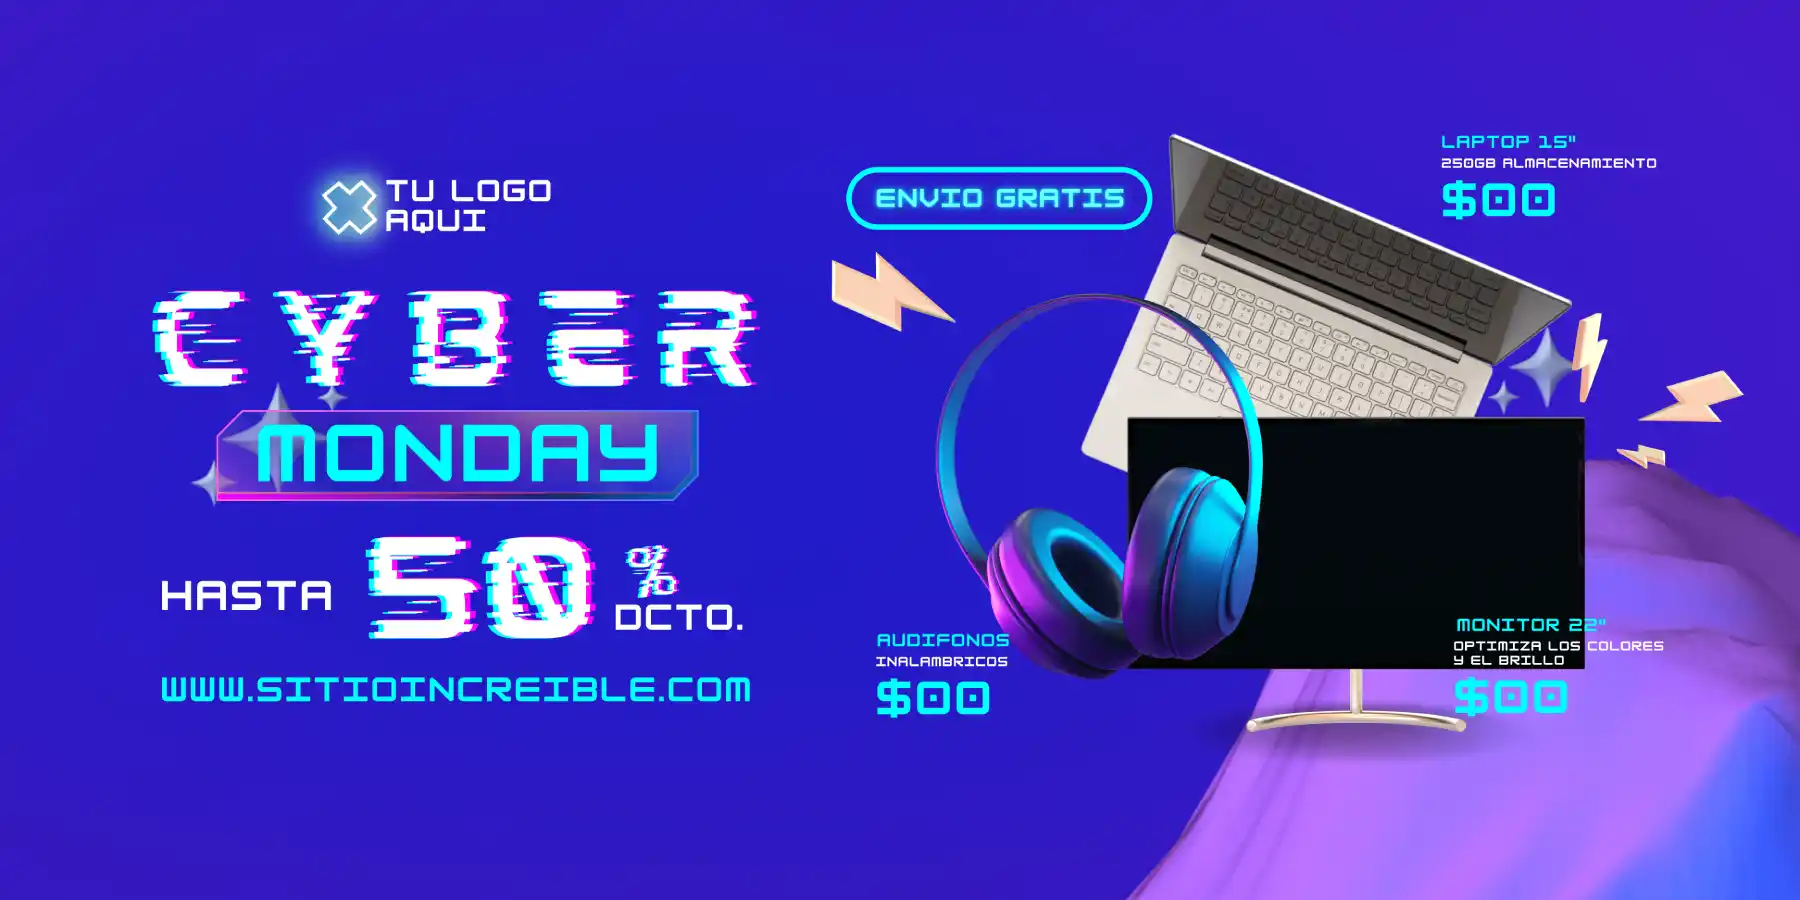 TU LOGO
AQUI
CYBER
MONDAY
HASTA
50
%
DCTO.
WWW.SITIOINCREIBLE.COM
ENVIO GRATIS
LAPTOP 15"
250GB ALMACENAMIENTO
$00
AUDIFONOS
INALAMBRICOS
$00
MONITOR 22"
OPTIMIZA LOS COLORES
Y EL BRILLO
$00